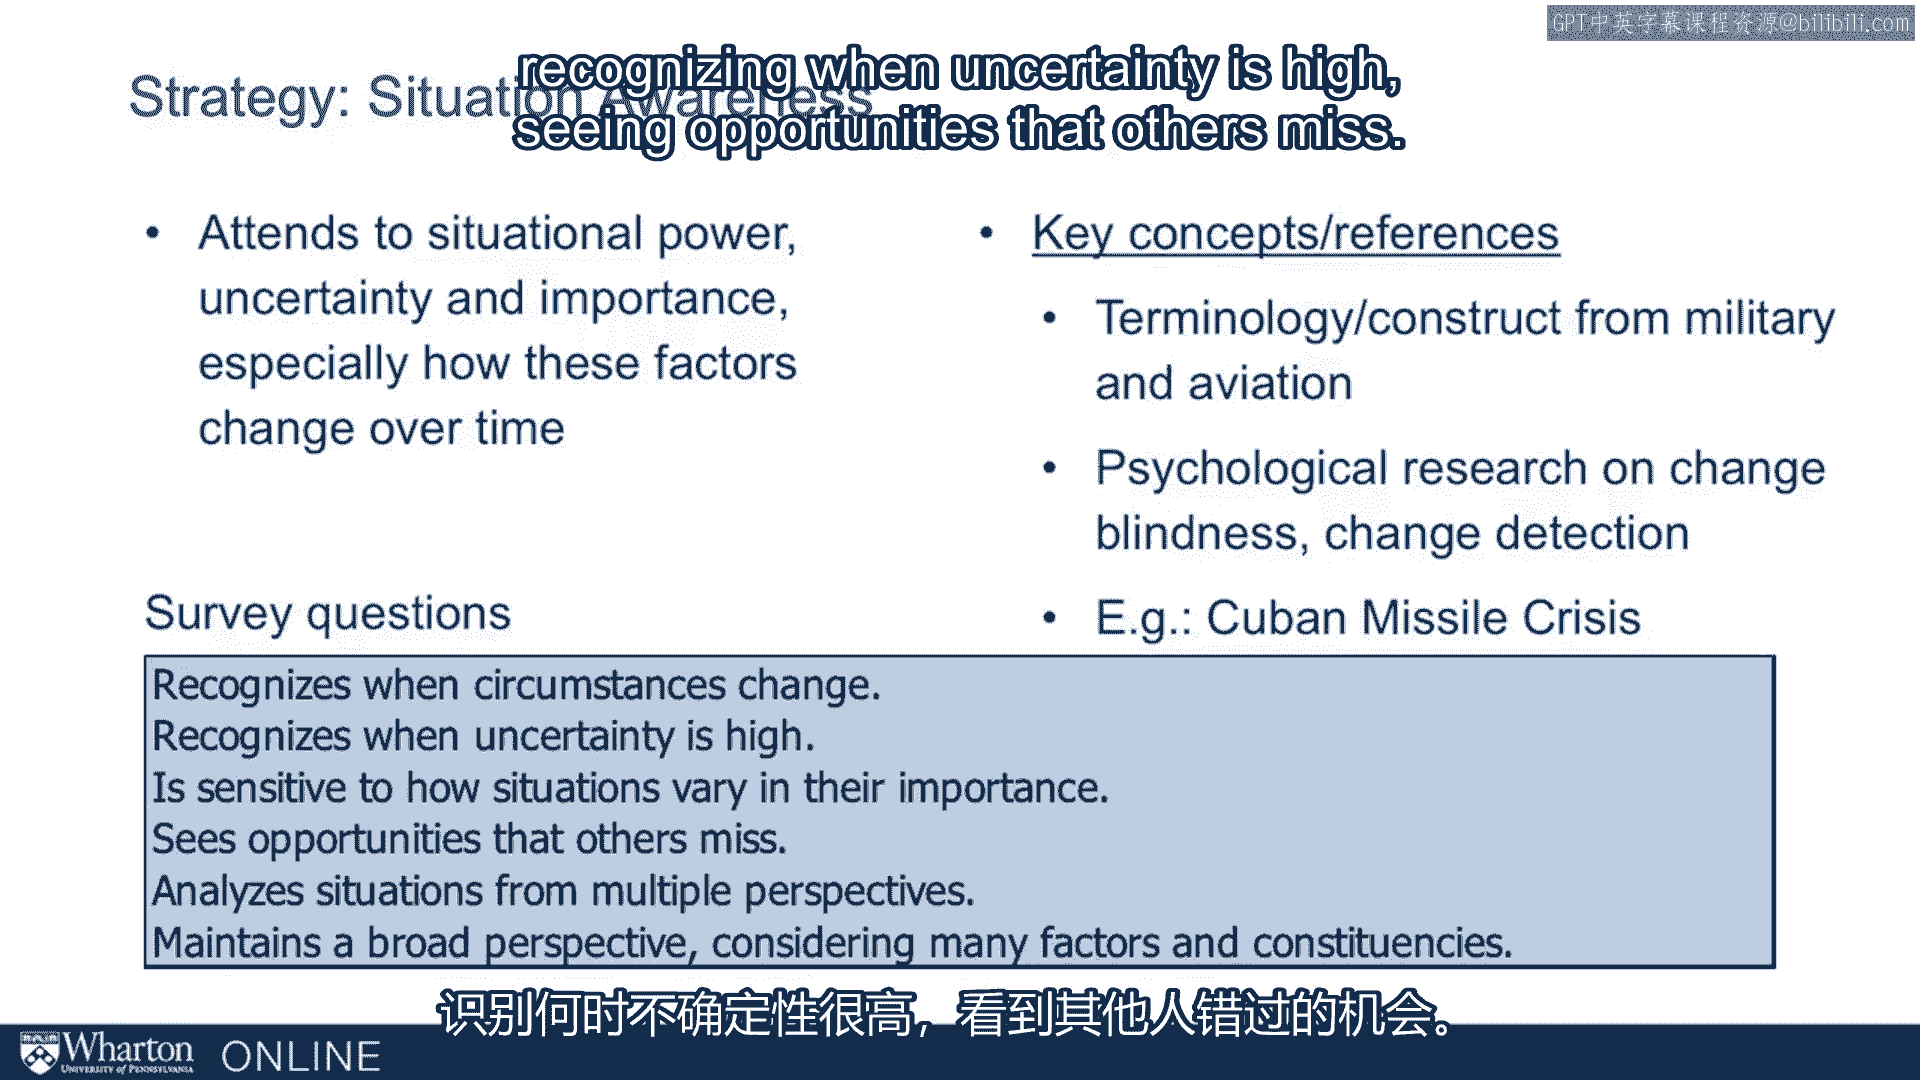 GPT中英字幕课程资源@bilibili.com
recognizing when uncertainty is high,
seeing opportunities that others miss.
Strategy: Situation Awareness
• Attends to situational power,
uncertainty and importance,
especially how these factors
change over time
• Key concepts/references
• Terminology/construct from military
and aviation
• Psychological research on change
blindness, change detection
• E.g.: Cuban Missile Crisis
Survey questions
Recognizes when circumstances change.
Recognizes when uncertainty is high.
Is sensitive to how situations vary in their importance.
Sees opportunities that others miss.
Analyzes situations from multiple perspectives.
Maintains a broad perspective, considering many factors and constituencies.
识别何时不确定性很高，看到其他人错过的机会。
Wharton ONLINE
UNIVERSITY OF PENNSYLVANIA